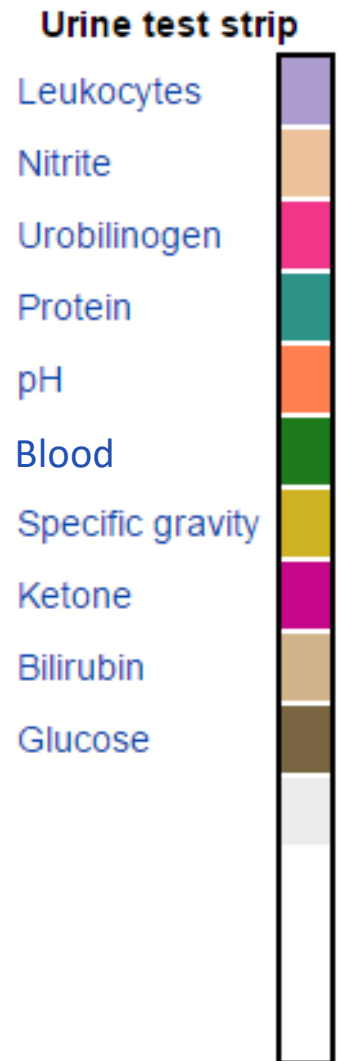 Urine test strip
Leukocytes
Nitrite
Urobilinogen
Protein
pH
Blood
Specific gravity
Ketone
Bilirubin
Glucose